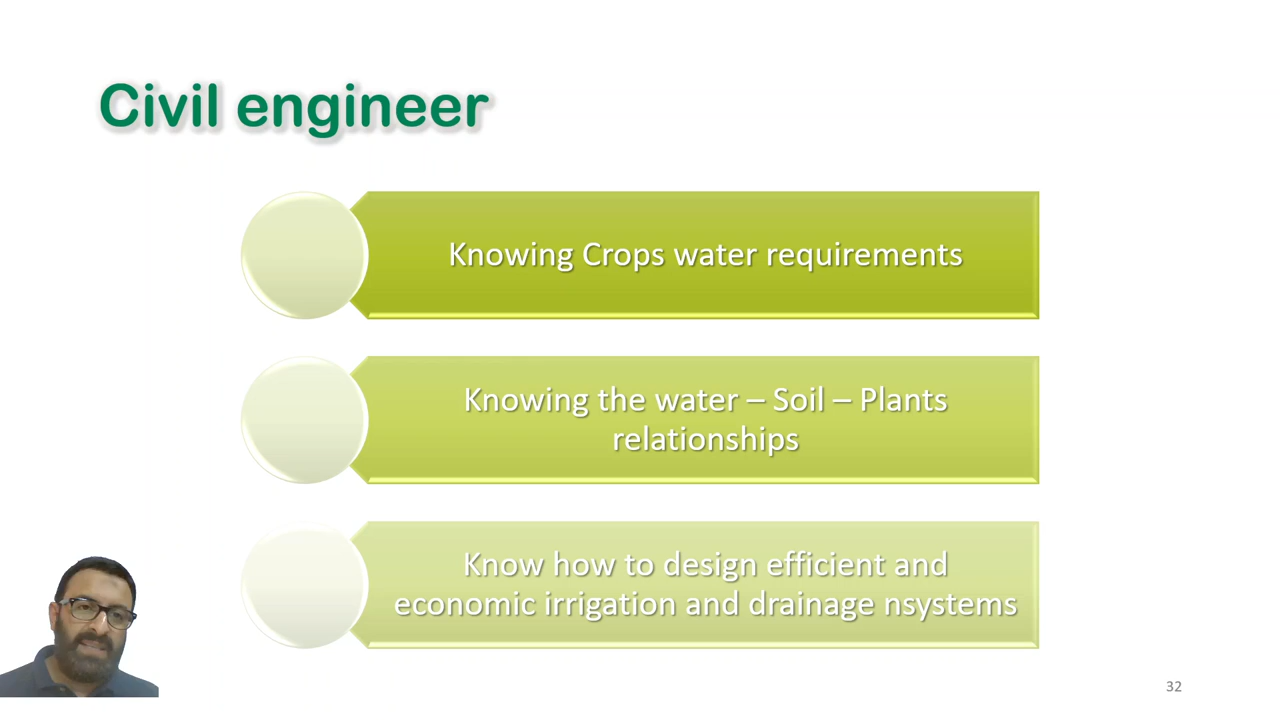 Civil engineer
Knowing Crops water requirements
Knowing the water – Soil – Plants
relationships
Know how to design efficient and
economic irrigation and drainage nsystems
32